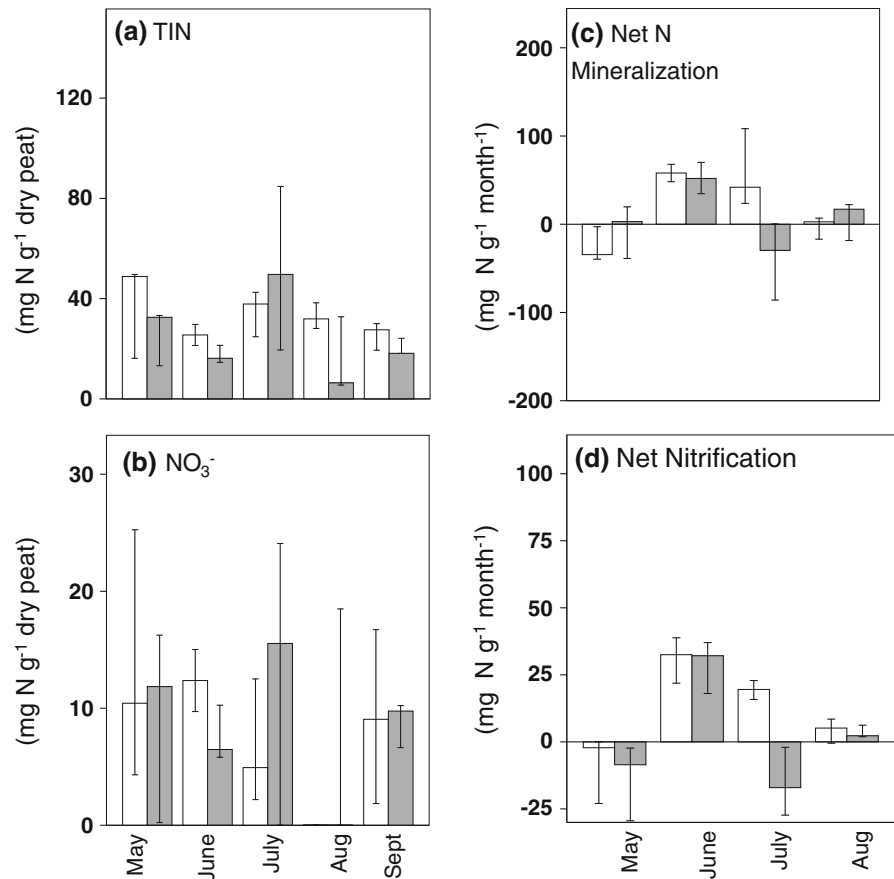 (a) TIN
120
80
40
0
(mg N g⁻¹ dry peat)
(b) NO₃⁻
30
20
10
0
(mg N g⁻¹ dry peat)
May
June
July
Aug
Sept
(c) Net N
Mineralization
200
100
0
-100
-200
(mg N g⁻¹ month⁻¹)
(d) Net Nitrification
100
75
50
25
0
-25
(mg N g⁻¹ month⁻¹)
May
June
July
Aug